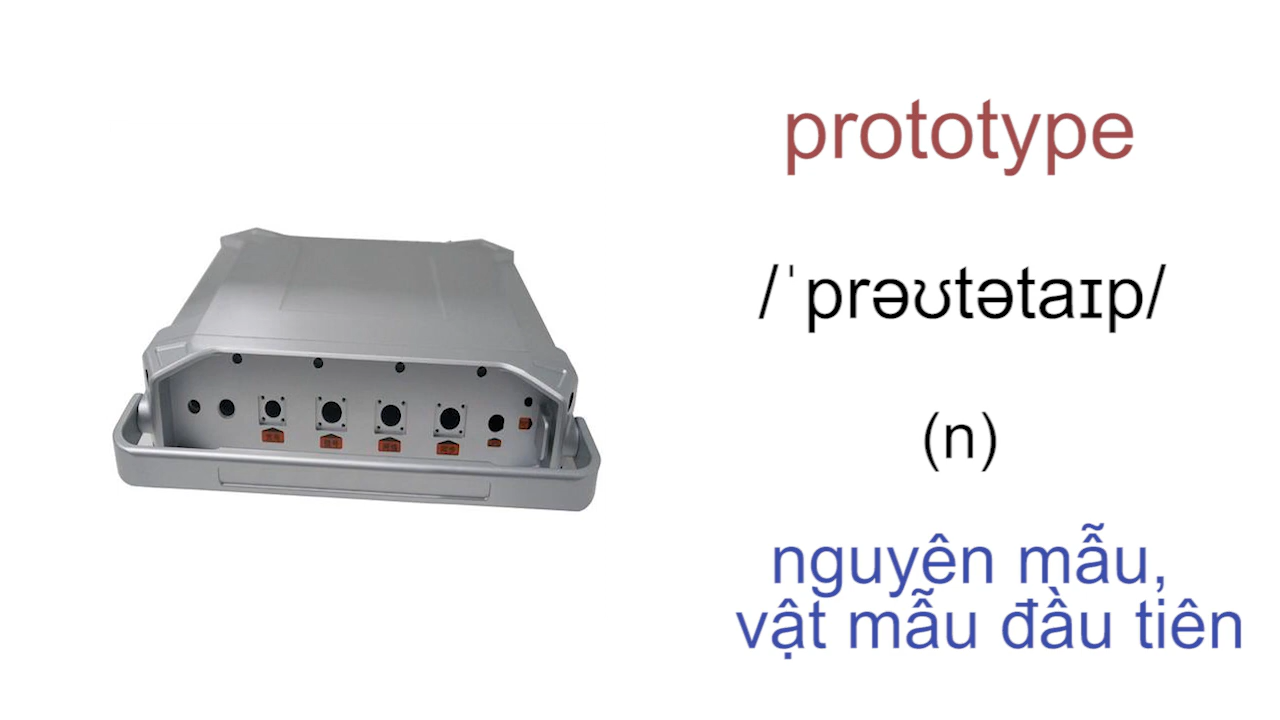 prototype
/ˈprəʊtətaɪp/
(n)
nguyên mẫu,
vật mẫu đầu tiên